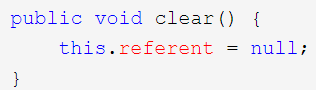 public void clear() {
    this.referent = null;
}